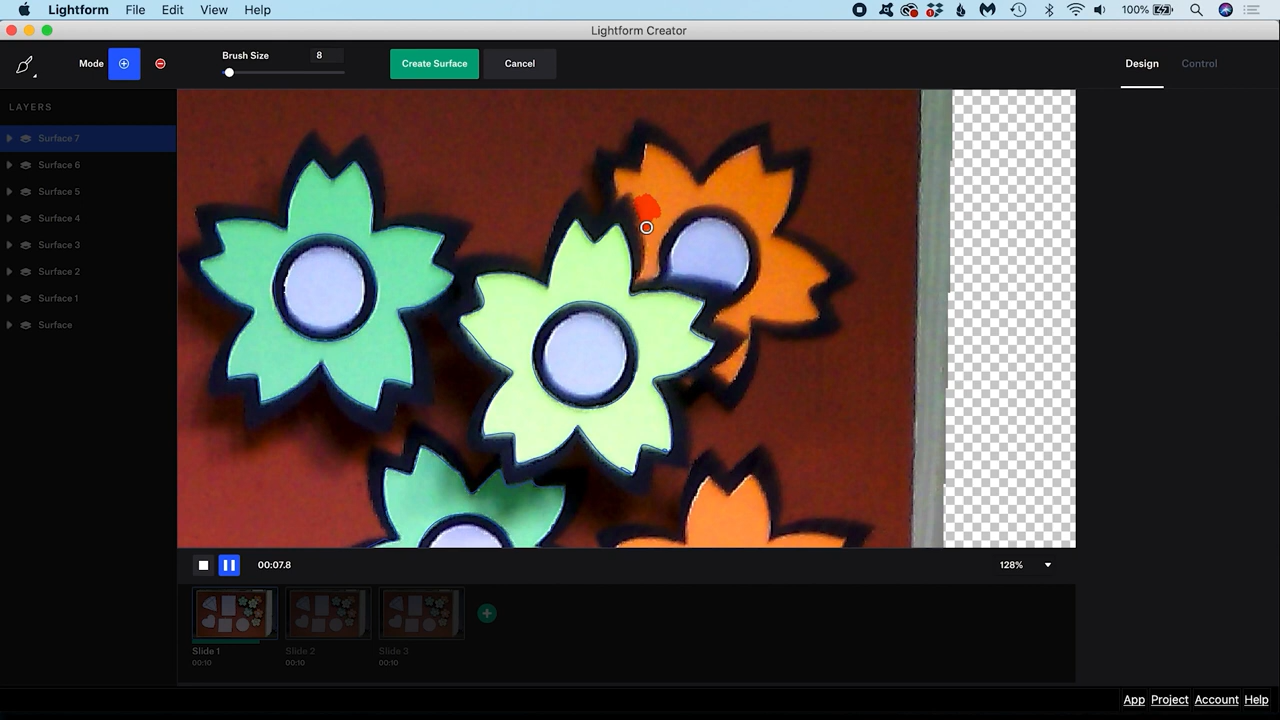 Lightform File Edit View Help 100%
Lightform Creator
Mode Brush Size 8 Create Surface Cancel Design Control
LAYERS
Surface 7
Surface 6
Surface 5
Surface 4
Surface 3
Surface 2
Surface 1
Surface
00:07.8 128%
Slide 1 Slide 2 Slide 3
00:10 00:10 00:10
App Project Account Help